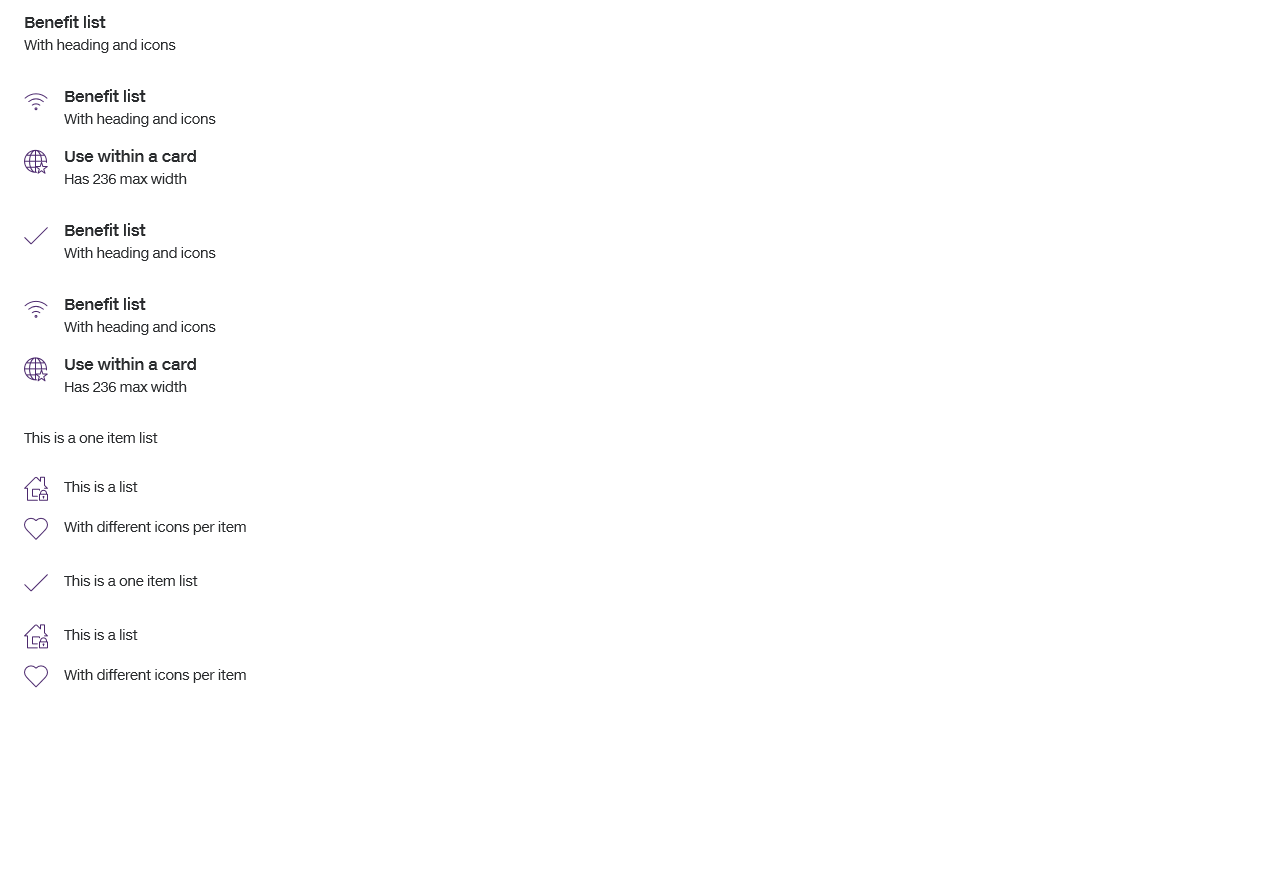 Benefit list
With heading and icons
Benefit list
With heading and icons
Use within a card
Has 236 max width
Benefit list
With heading and icons
Benefit list
With heading and icons
Use within a card
Has 236 max width
This is a one item list
This is a list
With different icons per item
This is a one item list
This is a list
With different icons per item